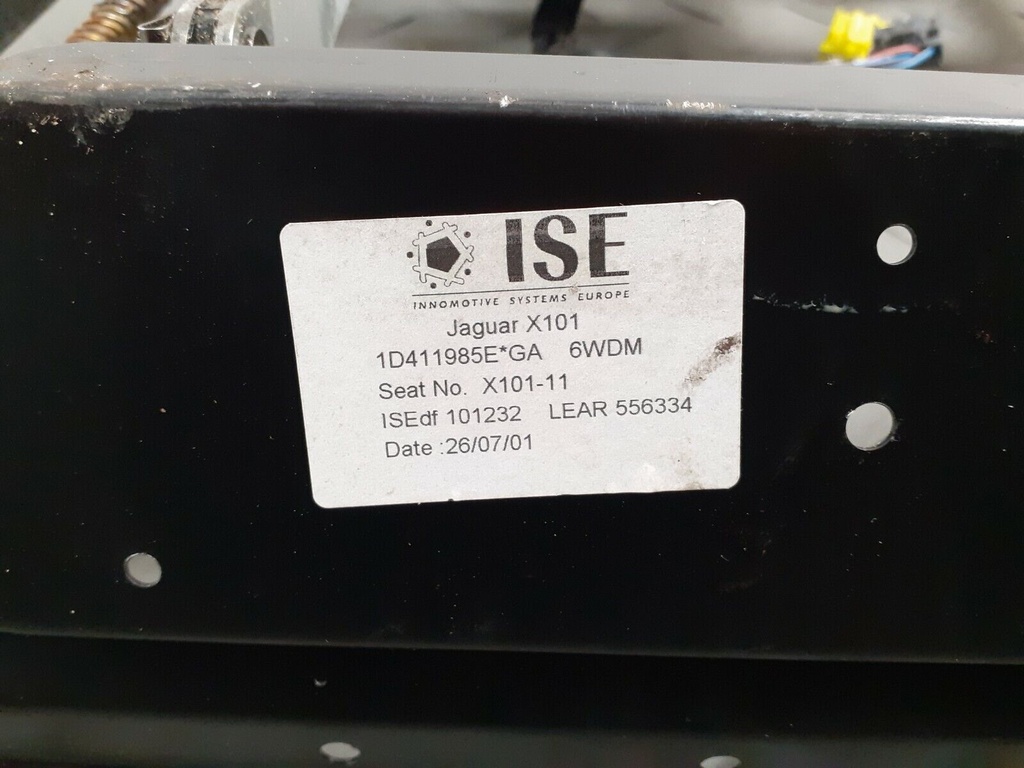 ISE
INNOMOTIVE SYSTEMS EUROPE
Jaguar X101
1D411985E*GA 6WDM
Seat No. X101-11
ISEdf 101232 LEAR 556334
Date :26/07/01